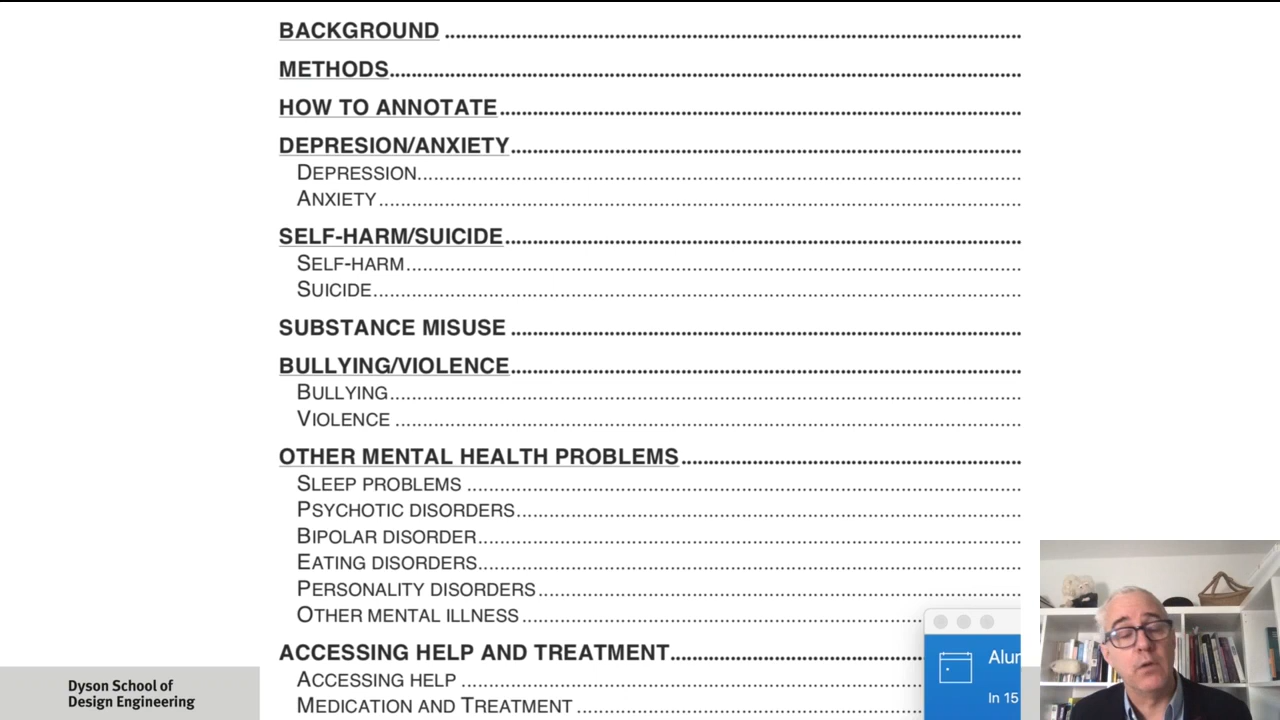 BACKGROUND ........................................................................
METHODS........................................................................
HOW TO ANNOTATE........................................................................
DEPRESION/ANXIETY........................................................................
DEPRESSION........................................................................
ANXIETY........................................................................
SELF-HARM/SUICIDE........................................................................
SELF-HARM........................................................................
SUICIDE........................................................................
SUBSTANCE MISUSE ........................................................................
BULLYING/VIOLENCE........................................................................
BULLYING........................................................................
VIOLENCE ........................................................................
OTHER MENTAL HEALTH PROBLEMS........................................................................
SLEEP PROBLEMS ........................................................................
PSYCHOTIC DISORDERS........................................................................
BIPOLAR DISORDER........................................................................
EATING DISORDERS........................................................................
PERSONALITY DISORDERS........................................................................
OTHER MENTAL ILLNESS........................................................................
ACCESSING HELP AND TREATMENT........................................................................
ACCESSING HELP ........................................................................
MEDICATION AND TREATMENT........................................................................
In 15
Dyson School of
Design Engineering